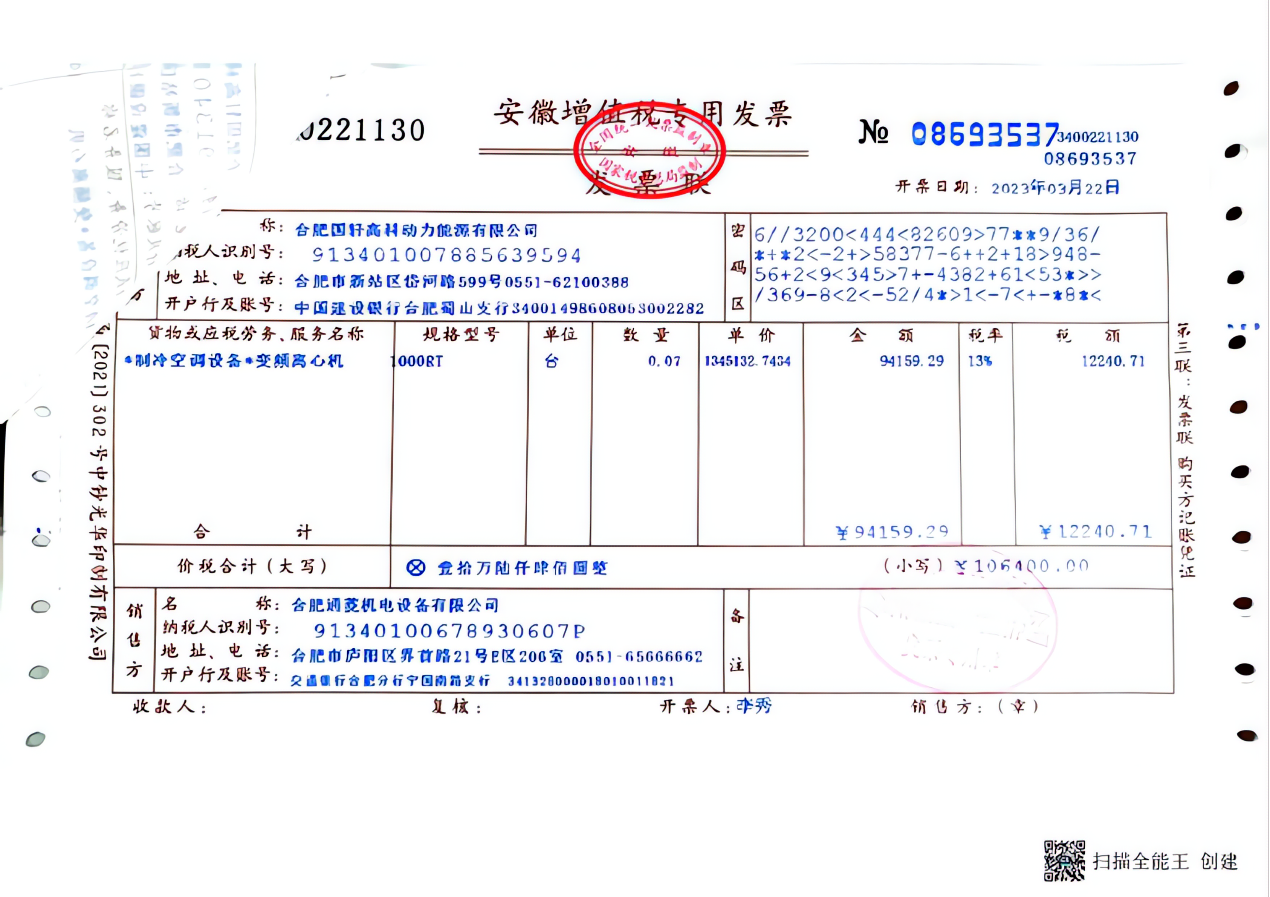 0221130
安徽增值税专用发票
发票联
全国统一发票监制章
安徽
国家税务总局监制
№ 08693537
3400221130
08693537
开票日期: 2023年03月22日
称: 合肥国轩高科动力能源有限公司
纳税人识别号: 913401007885639594
地址、电话: 合肥市新站区岱河路599号0551-62100388
开户行及账号: 中国建设银行合肥蜀山支行34001498608053002282
方
密码区
6//3200<444<82609>77**9/36/
*+*2<-2+>58377-6++2+18>948-
56+2<9<345>7+-4382+61<53*>>
/369-8<2<-52/4*>1<-7<+-*8*<
货物或应税劳务、服务名称 规格型号 单位 数量 单价 金额 税率 税额
*制冷空调设备*变频离心机 1000RT 台 0.07 1345132.7434 94159.29 13% 12240.71
合计 ￥94159.29 ￥12240.71
价税合计(大写) ⊗ 壹拾万陆仟肆佰圆整 (小写) ￥106400.00
销售方
名称: 合肥通菱机电设备有限公司
纳税人识别号: 91340100678930607P
地址、电话: 合肥市庐阳区界首路21号E区206室 0551-65666662
开户行及账号: 交通银行合肥分行宁国南路支行 341328000018010011821
备注
收款人: 复核: 开票人: 李秀 销售方:(章)
第三联:发票联 购买方记账凭证
[2021]302号中钞光华印制有限公司
扫描全能王 创建